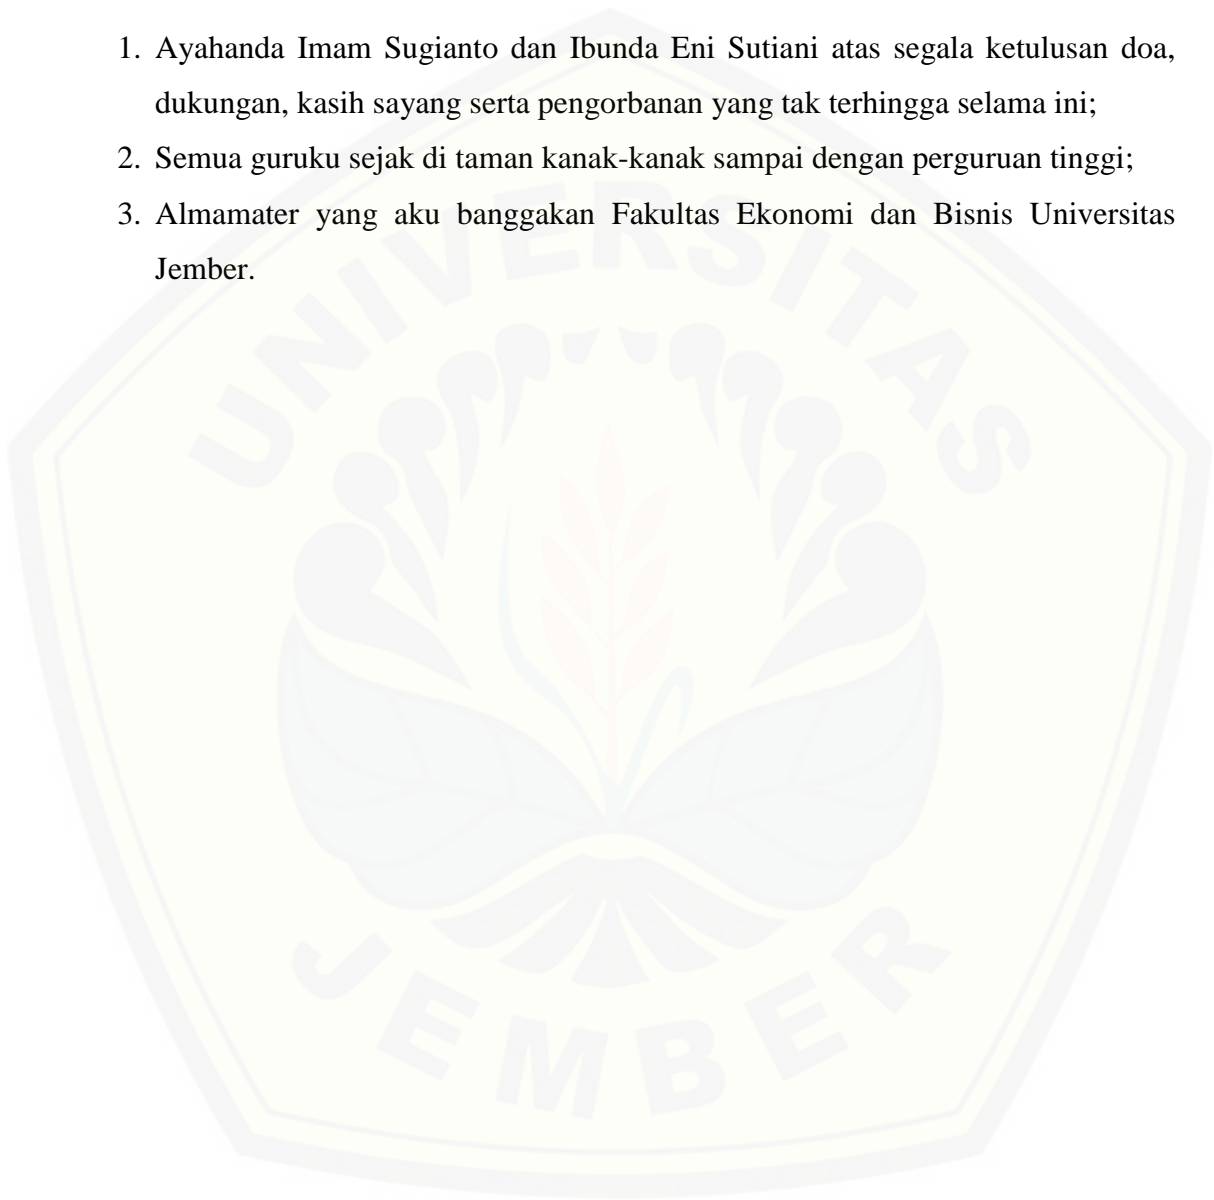 1. Ayahanda Imam Sugianto dan Ibunda Eni Sutiani atas segala ketulusan doa,
dukungan, kasih sayang serta pengorbanan yang tak terhingga selama ini;
2. Semua guruku sejak di taman kanak-kanak sampai dengan perguruan tinggi;
3. Almamater yang aku banggakan Fakultas Ekonomi dan Bisnis Universitas
Jember.
UNIVERSITAS
JEMBER